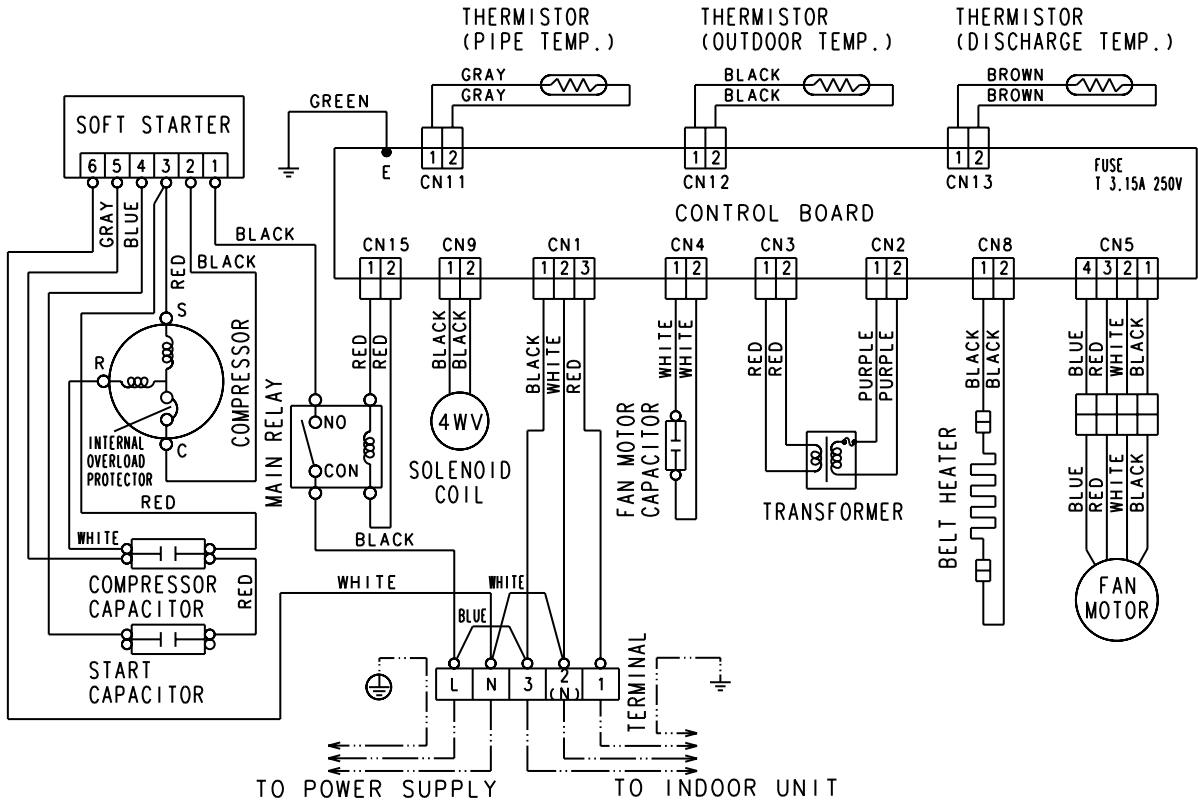 THERMISTOR
(PIPE TEMP.)
THERMISTOR
(OUTDOOR TEMP.)
THERMISTOR
(DISCHARGE TEMP.)
GRAY
GRAY
BLACK
BLACK
BROWN
BROWN
GREEN
SOFT STARTER
6 5 4 3 2 1
E
1 2
CN11
1 2
CN12
1 2
CN13
FUSE
T 3.15A 250V
CONTROL BOARD
GRAY
BLUE
RED
BLACK
BLACK
CN15
1 2
CN9
1 2
CN1
1 2 3
CN4
1 2
CN3
1 2
CN2
1 2
CN8
1 2
CN5
4 3 2 1
S
R
C
COMPRESSOR
INTERNAL
OVERLOAD
PROTECTOR
MAIN RELAY
NO
CON
RED
RED
BLACK
BLACK
4WV
SOLENOID
COIL
BLACK
WHITE
RED
WHITE
WHITE
FAN MOTOR
CAPACITOR
RED
RED
PURPLE
PURPLE
TRANSFORMER
BLACK
BLACK
BELT HEATER
BLUE
RED
WHITE
BLACK
BLUE
RED
WHITE
BLACK
FAN
MOTOR
RED
WHITE
COMPRESSOR
CAPACITOR
RED
START
CAPACITOR
BLACK
WHITE
WHITE
BLUE
L N 3 2 1
(N)
TERMINAL
TO POWER SUPPLY
TO INDOOR UNIT